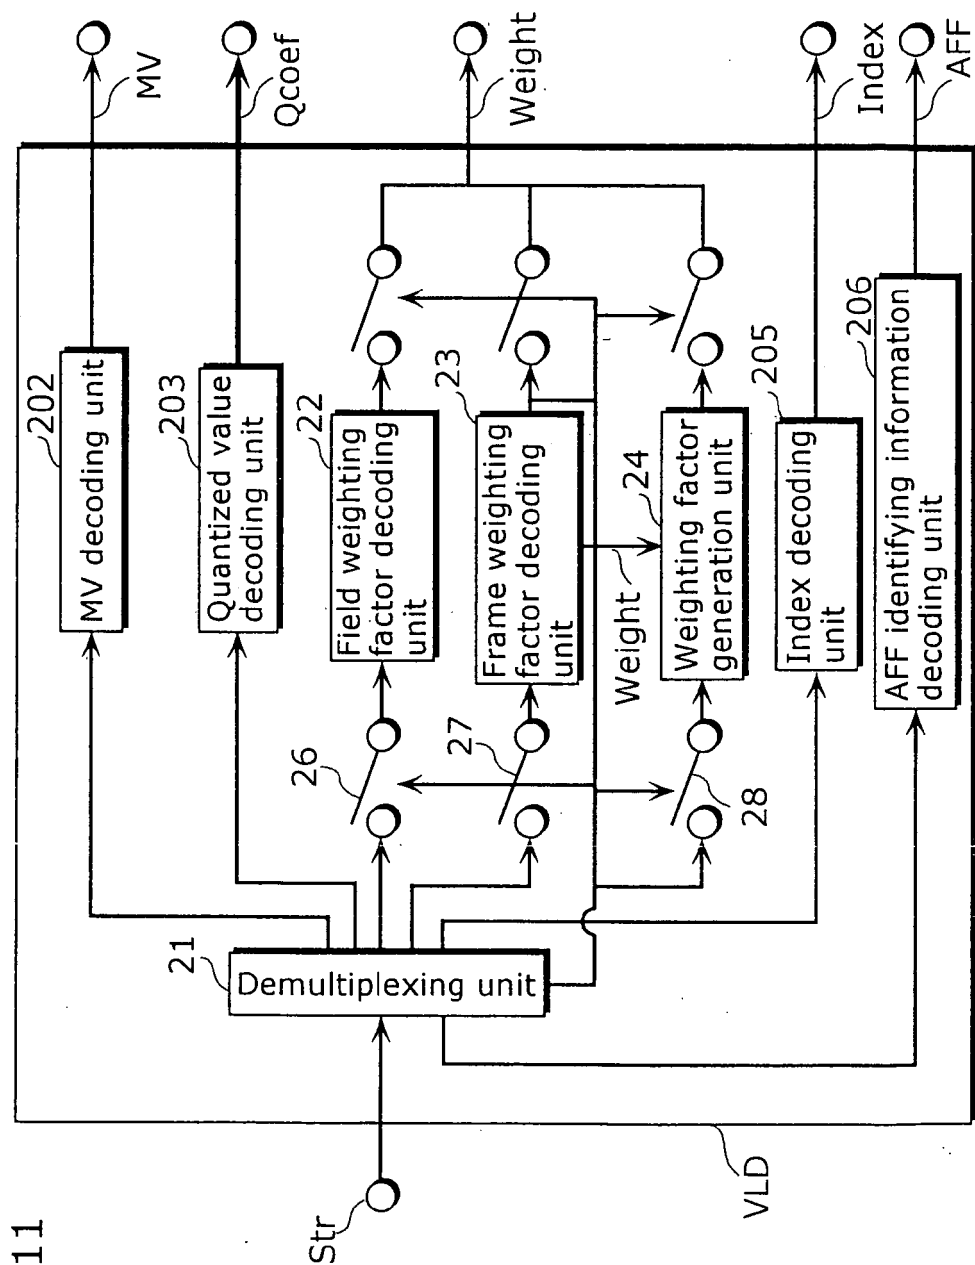 11
Str
VLD
21
Demultiplexing unit
202
MV decoding unit
MV
203
Quantized value
decoding unit
Qcoef
26
22
Field weighting
factor decoding
unit
27
23
Frame weighting
factor decoding
unit
Weight
Weight
28
24
Weighting factor
generation unit
205
Index decoding
unit
Index
206
AFF identifying information
decoding unit
AFF